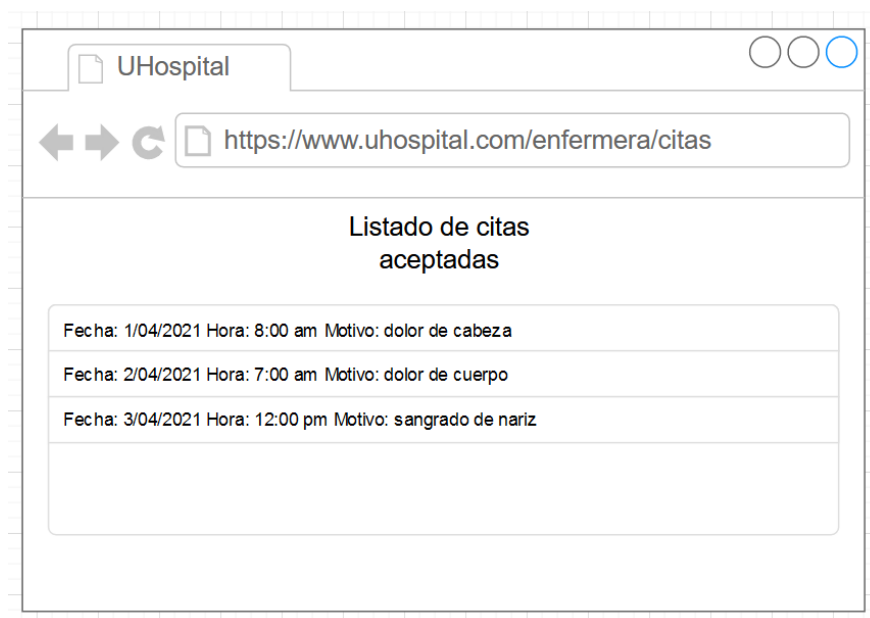 UHospital
https://www.uhospital.com/enfermera/citas
Listado de citas
aceptadas
Fecha: 1/04/2021 Hora: 8:00 am Motivo: dolor de cabeza
Fecha: 2/04/2021 Hora: 7:00 am Motivo: dolor de cuerpo
Fecha: 3/04/2021 Hora: 12:00 pm Motivo: sangrado de nariz